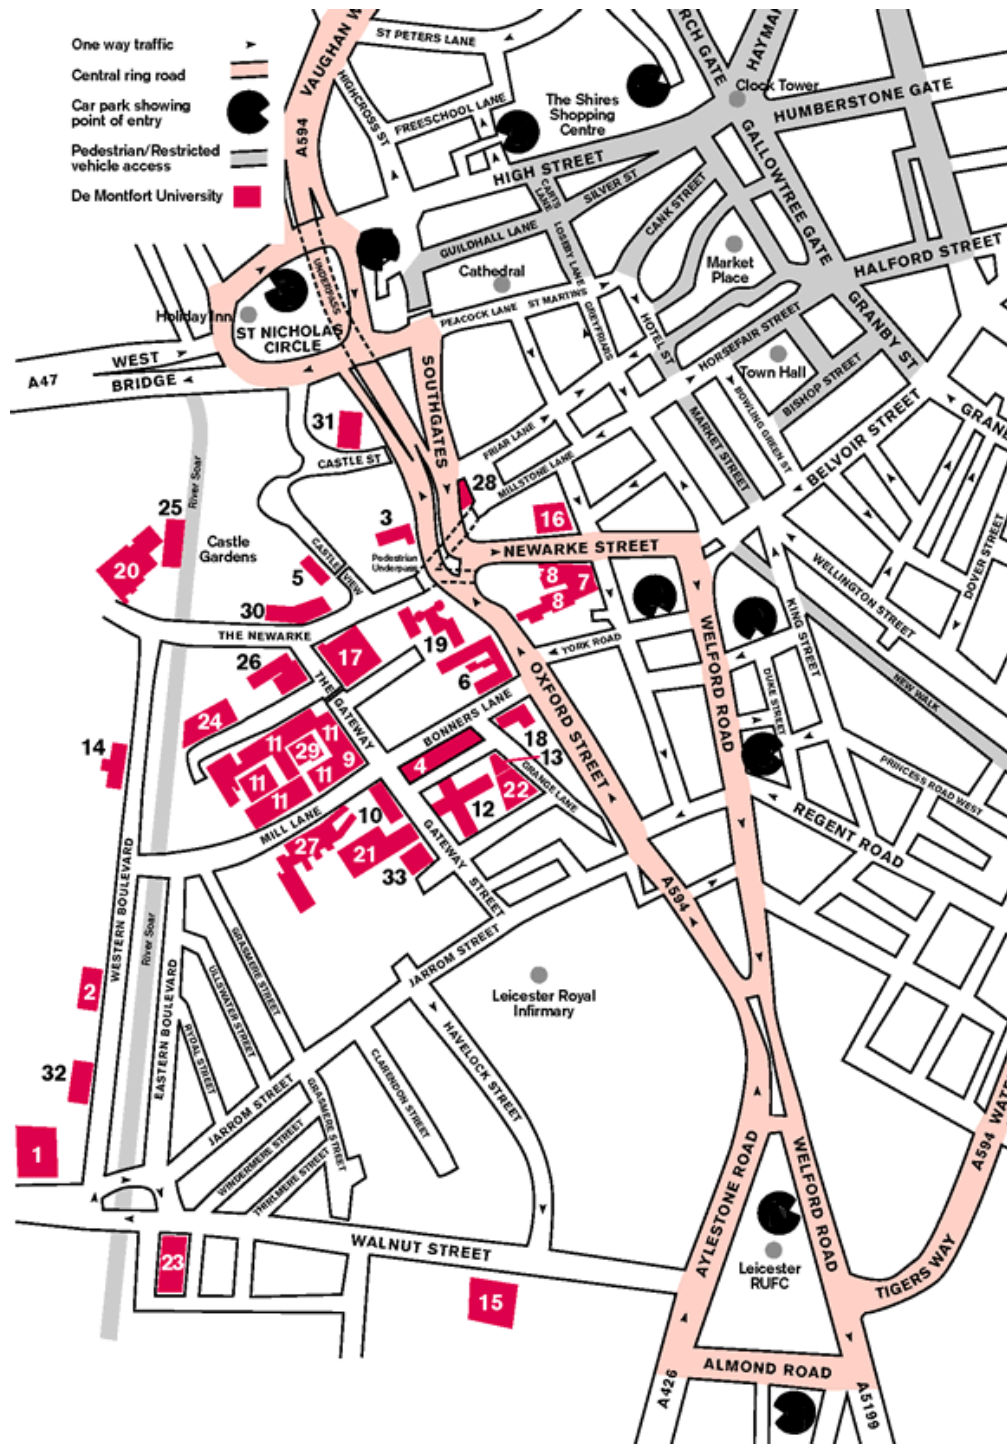 One way traffic
Central ring road
Car park showing
point of entry
Pedestrian/Restricted
vehicle access
De Montfort University
VAUGHAN W
A594
ST PETERS LANE
HIGHCROSS ST
FREESCHOOL LANE
The Shires
Shopping
Centre
RCH GATE
HAYMAR
Clock Tower
HUMBERSTONE GATE
HIGH STREET
GALLOWTREE GATE
CARTS
LANE
SILVER ST
CANK STREET
GUILDHALL LANE
LOSEBY LANE
Market
Place
HALFORD STREET
Cathedral
UNDERPASS
Holiday Inn
ST NICHOLAS
CIRCLE
PEACOCK LANE
ST MARTINS
GREYFRIARS
HOTEL ST
HORSEFAIR STREET
GRANBY ST
WEST
BRIDGE
A47
Town Hall
BISHOP STREET
BOWLING GREEN ST
MARKET STREET
BELVOIR STREET
GRAN
SOUTHGATES
31
CASTLE ST
FRIAR LANE
MILLSTONE LANE
28
River Soar
25
20
Castle
Gardens
3
Pedestrian
Underpass
16
NEWARKE STREET
5
CASTLE
VIEW
8
7
8
30
THE NEWARKE
DOVER STREET
WELLINGTON STREET
KING STREET
NEW WALK
WELFORD ROAD
YORK ROAD
DUKE STREET
26
17
19
6
OXFORD STREET
THE
GATEWAY
24
BONNERS LANE
18
14
11
11
29
9
11
11
11
4
13
22
GRANGE LANE
12
PRINCESS ROAD WEST
REGENT ROAD
MILL LANE
10
27
21
33
GATEWAY STREET
A594
WESTERN BOULEVARD
River Soar
EASTERN BOULEVARD
GRASMERE STREET
ULLSWATER STREET
RYDAL STREET
JARROM STREET
Leicester Royal
Infirmary
2
32
1
HAVELOCK STREET
CLARENDON STREET
JARROM STREET
GRASMERE STREET
WINDERMERE STREET
THIRLMERE STREET
WALNUT STREET
23
15
AYLESTONE ROAD
WELFORD ROAD
A594 WAT
TIGERS WAY
Leicester
RUFC
ALMOND ROAD
A426
A5199